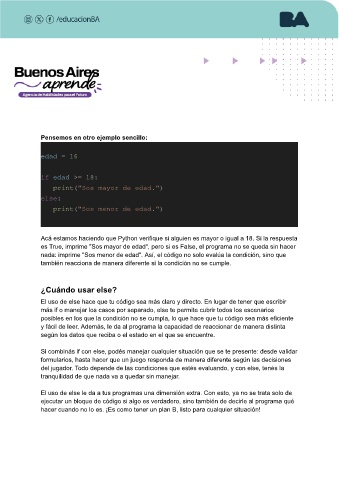 /educacionBA
BA
Buenos Aires
aprende
Agencia de Habilidades para el Futuro
Pensemos en otro ejemplo sencillo:
edad = 16
if edad >= 18:
print("Sos mayor de edad.")
else:
print("Sos menor de edad.")
Acá estamos haciendo que Python verifique si alguien es mayor o igual a 18. Si la respuesta
es True, imprime "Sos mayor de edad", pero si es False, el programa no se queda sin hacer
nada: imprime "Sos menor de edad". Así, el código no solo evalúa la condición, sino que
también reacciona de manera diferente si la condición no se cumple.
¿Cuándo usar else?
El uso de else hace que tu código sea más claro y directo. En lugar de tener que escribir
más if o manejar los casos por separado, else te permite cubrir todos los escenarios
posibles en los que la condición no se cumpla, lo que hace que tu código sea más eficiente
y fácil de leer. Además, le da al programa la capacidad de reaccionar de manera distinta
según los datos que reciba o el estado en el que se encuentre.
Si combinás if con else, podés manejar cualquier situación que se te presente: desde validar
formularios, hasta hacer que un juego responda de manera diferente según las decisiones
del jugador. Todo depende de las condiciones que estés evaluando, y con else, tenés la
tranquilidad de que nada va a quedar sin manejar.
El uso de else le da a tus programas una dimensión extra. Con esto, ya no se trata solo de
ejecutar un bloque de código si algo es verdadero, sino también de decirle al programa qué
hacer cuando no lo es. ¡Es como tener un plan B, listo para cualquier situación!